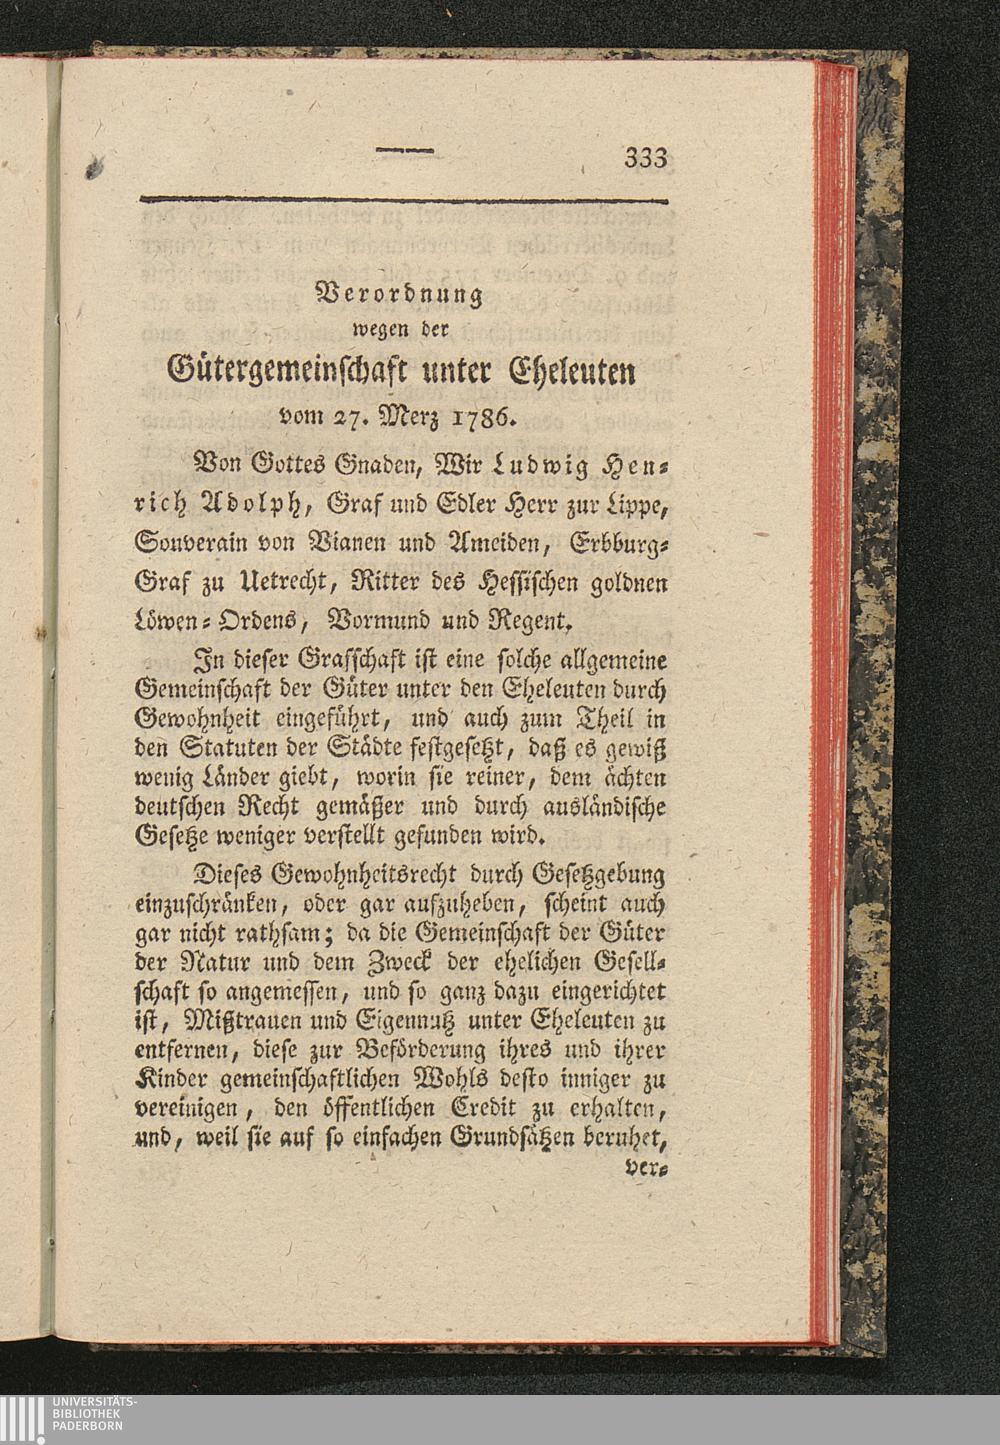 333
Verordnung
wegen der
Gütergemeinschaft unter Eheleuten
vom 27. Merz 1786.
Von Gottes Gnaden, Wir Ludwig Hen-
rich Adolph, Graf und Edler Herr zur Lippe,
Souverain von Vianen und Ameiden, Erbburg-
Graf zu Uetrecht, Ritter des Hessischen goldnen
Löwen-Ordens, Vormund und Regent.
In dieser Grafschaft ist eine solche allgemeine
Gemeinschaft der Güter unter den Eheleuten durch
Gewohnheit eingeführt, und auch zum Theil in
den Statuten der Städte festgesetzt, daß es gewiß
wenig Länder giebt, worin sie reiner, dem ächten
deutschen Recht gemäßer und durch ausländische
Gesetze weniger verstellt gefunden wird.
Dieses Gewohnheitsrecht durch Gesetzgebung
einzuschränken, oder gar aufzuheben, scheint auch
gar nicht rathsam; da die Gemeinschaft der Güter
der Natur und dem Zweck der ehelichen Gesell-
schaft so angemessen, und so ganz dazu eingerichtet
ist, Mißtrauen und Eigennutz unter Eheleuten zu
entfernen, diese zur Beförderung ihres und ihrer
Kinder gemeinschaftlichen Wohls desto inniger zu
vereinigen, den öffentlichen Credit zu erhalten,
und, weil sie auf so einfachen Grundsätzen beruhet,
ver-
UNIVERSITÄTS-
BIBLIOTHEK
PADERBORN